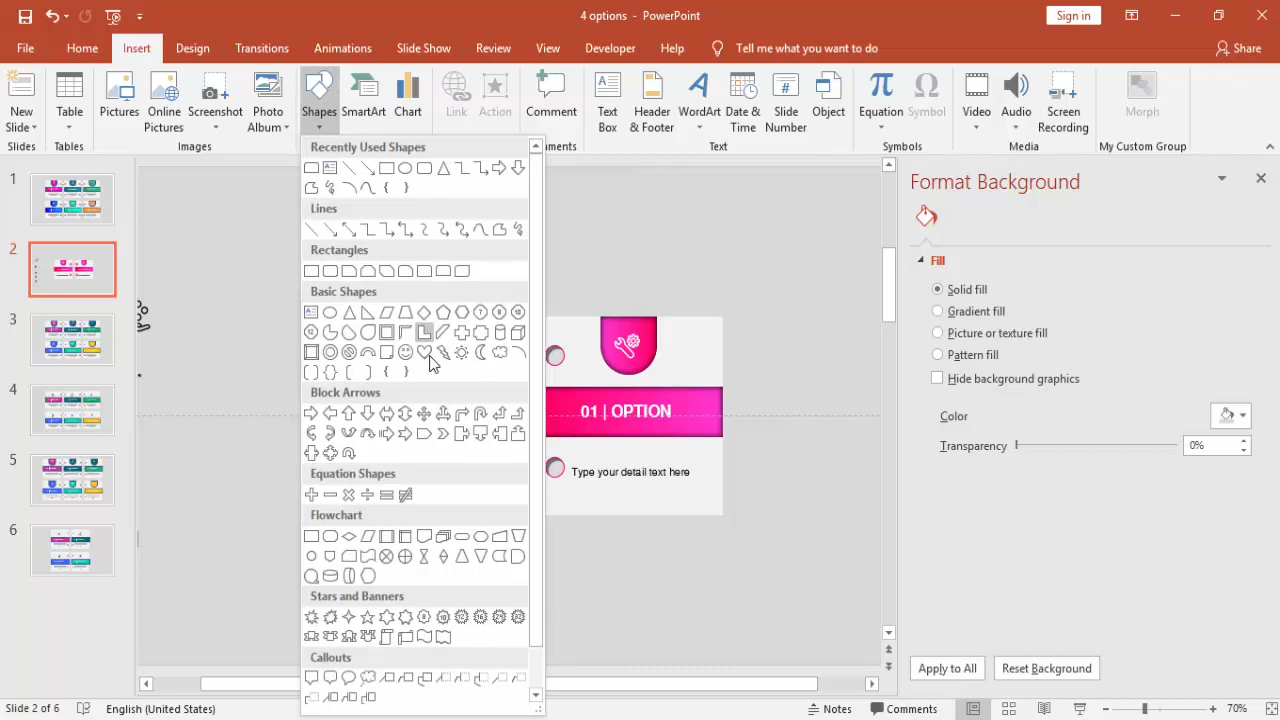 4 options - PowerPoint
Sign in
File Home Insert Design Transitions Animations Slide Show Review View Developer Help Tell me what you want to do Share
New Slide
Table
Pictures
Online Pictures
Screenshot
Photo Album
Shapes
SmartArt
Chart
Link
Action
Comment
Text Box
Header & Footer
WordArt
Date & Time
Slide Number
Object
Equation
Symbol
Video
Audio
Screen Recording
Morph
Slides
Tables
Images
mments
Text
Symbols
Media
My Custom Group
Recently Used Shapes
Lines
Rectangles
Basic Shapes
Block Arrows
Equation Shapes
Flowchart
Stars and Banners
Callouts
1
2
3
4
5
6
01 | OPTION
Type your detail text here
Format Background
Fill
Solid fill
Gradient fill
Picture or texture fill
Pattern fill
Hide background graphics
Color
Transparency
0%
Apply to All
Reset Background
Slide 2 of 6
English (United States)
Notes
Comments
70%